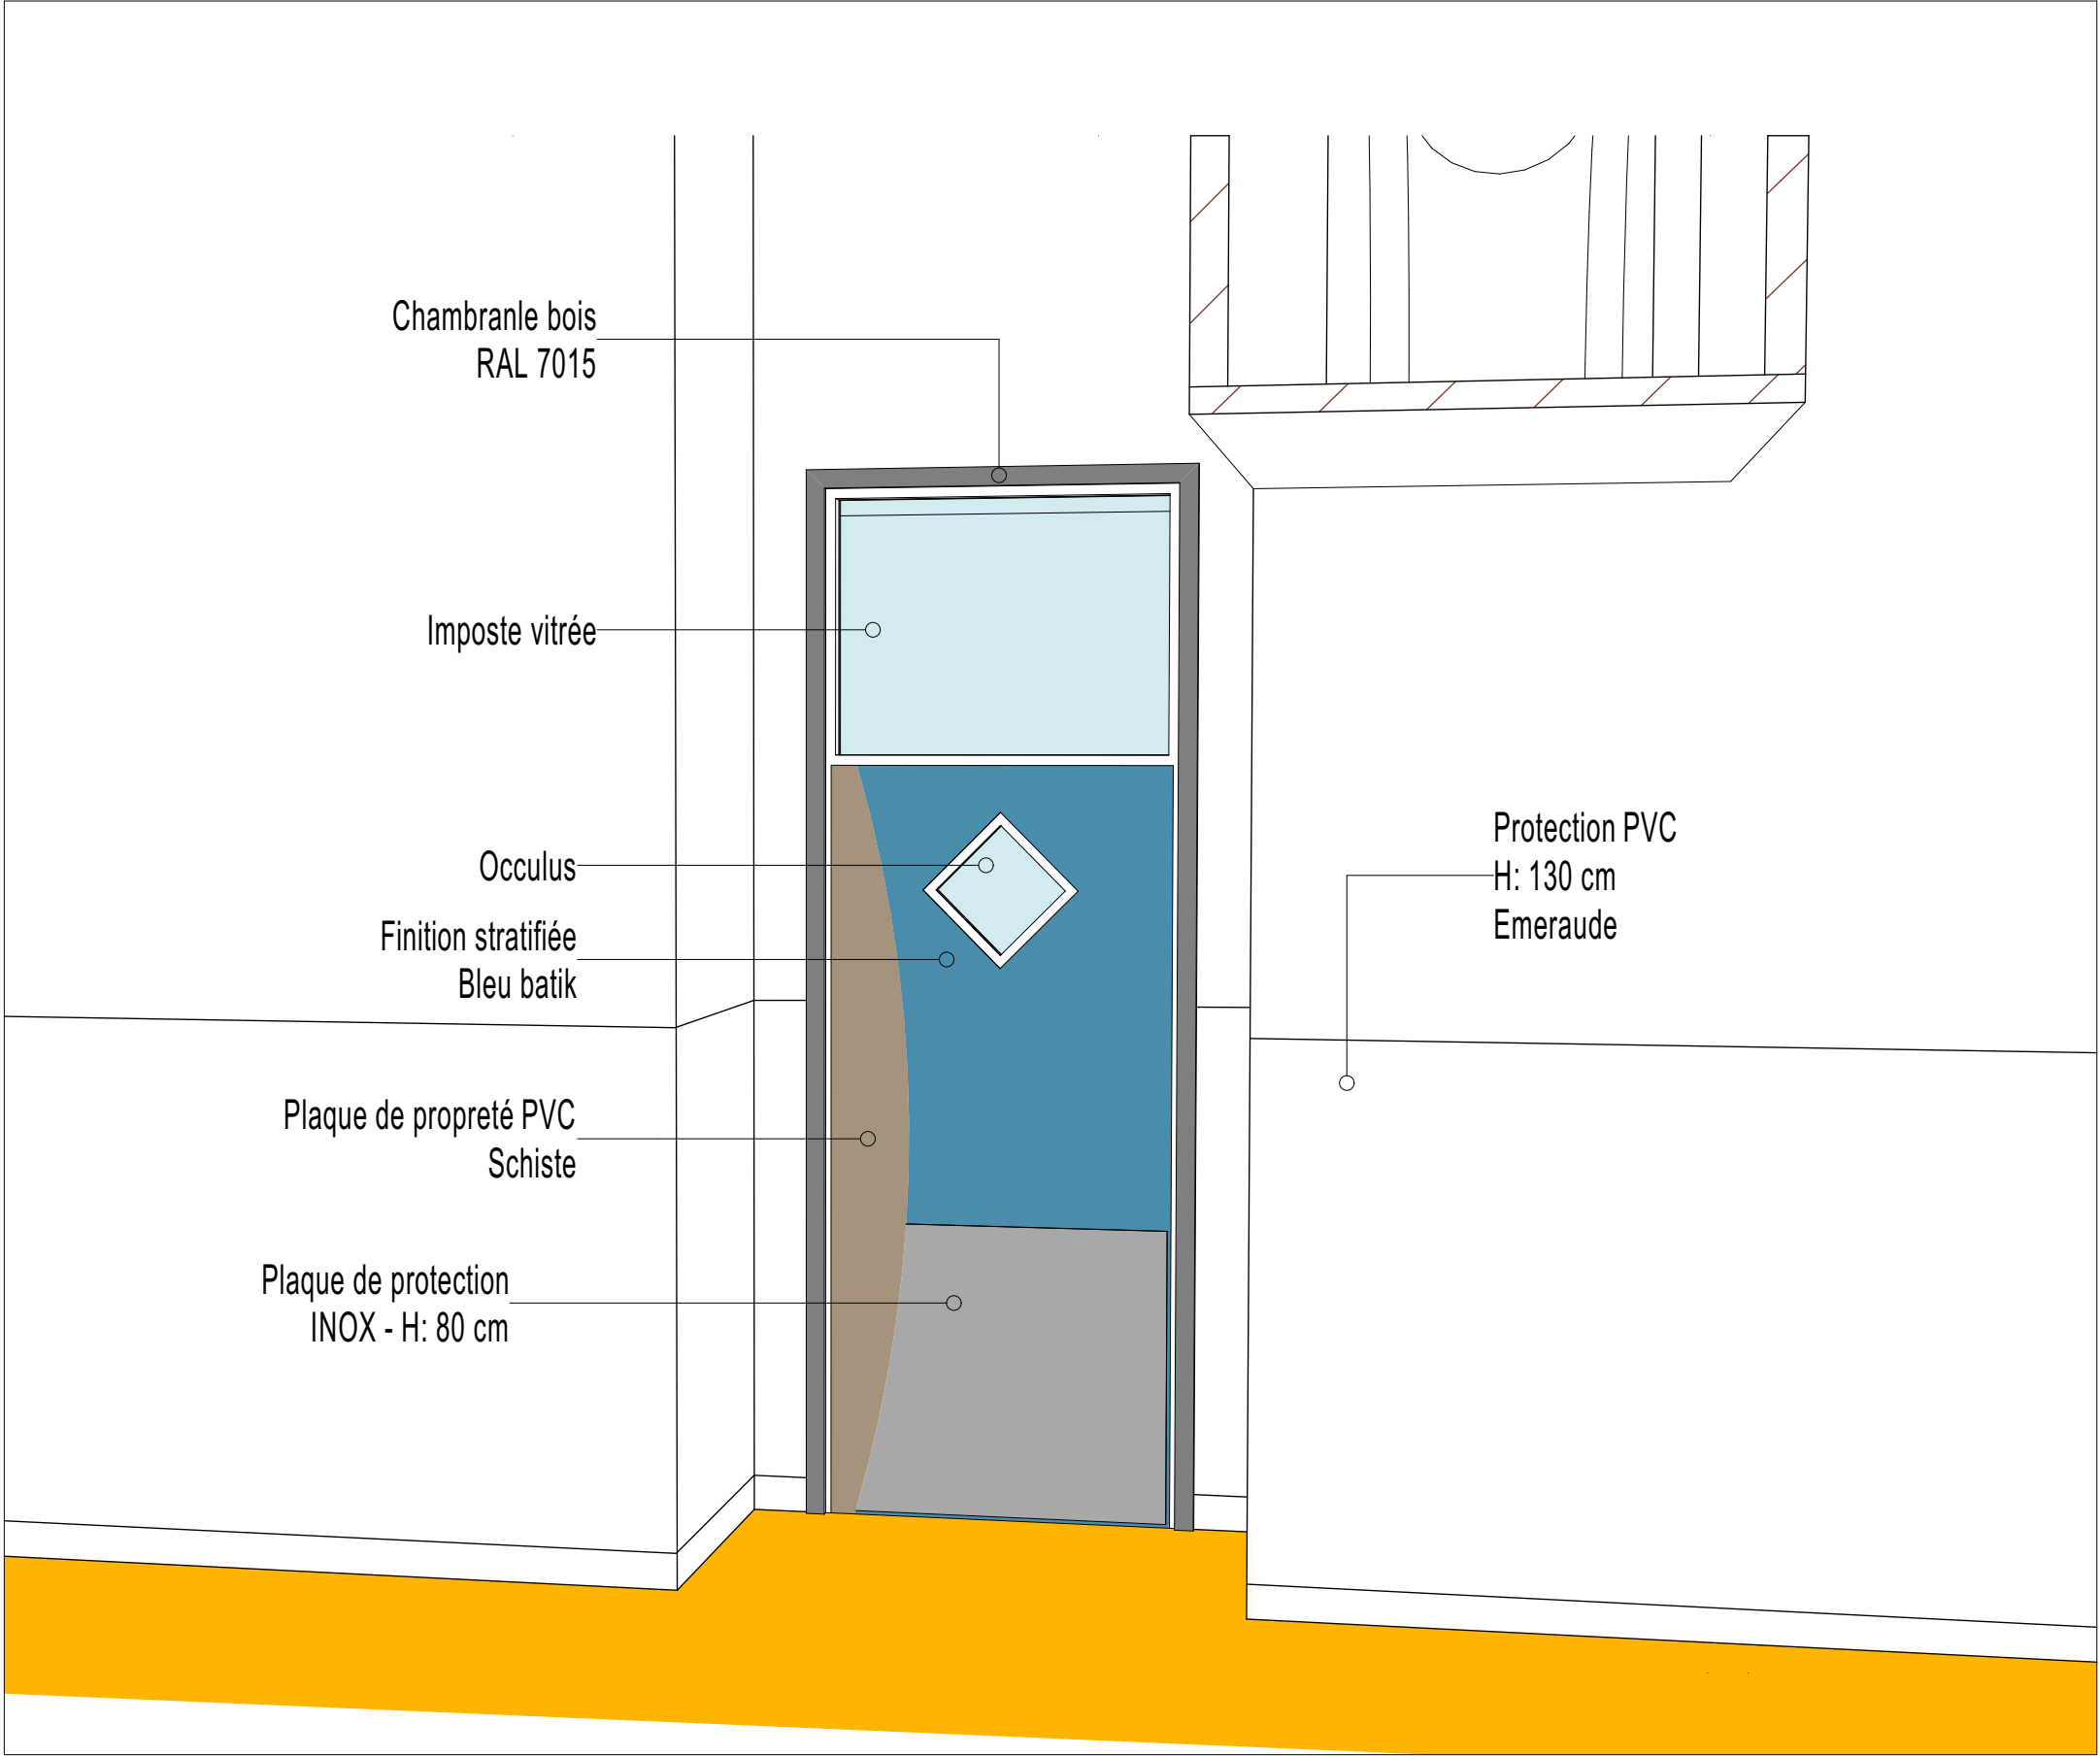 Chambranle bois
RAL 7015
Imposte vitrée
Occulus
Finition stratifiée
Bleu batik
Plaque de propreté PVC
Schiste
Plaque de protection
INOX - H: 80 cm
Protection PVC
H: 130 cm
Emeraude